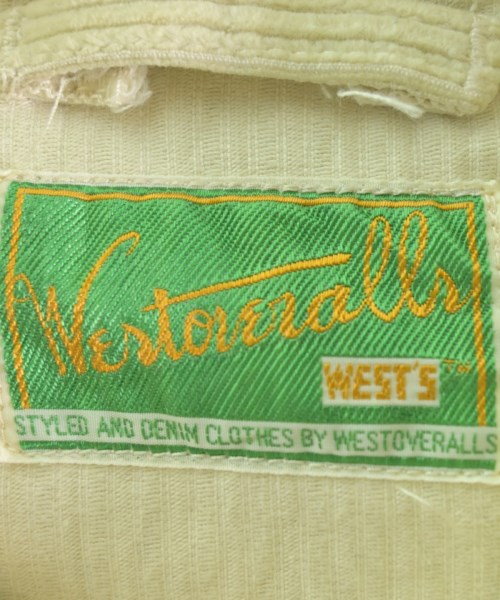 Westoveralls
WEST'S™
STYLED AND DENIM CLOTHES BY WESTOVERALLS